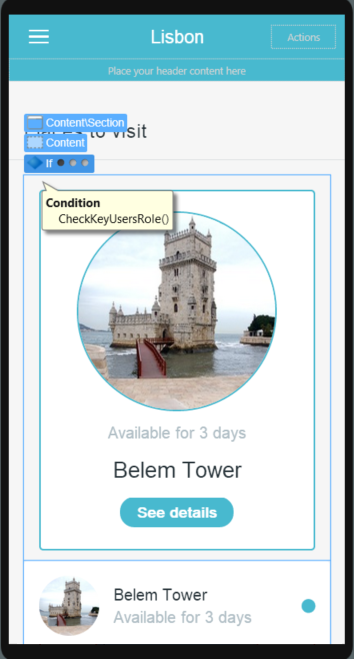 Lisbon
Actions
Place your header content here
Content\Section
to visit
Content
If
Condition
CheckKeyUsersRole()
Available for 3 days
Belem Tower
See details
Belem Tower
Available for 3 days